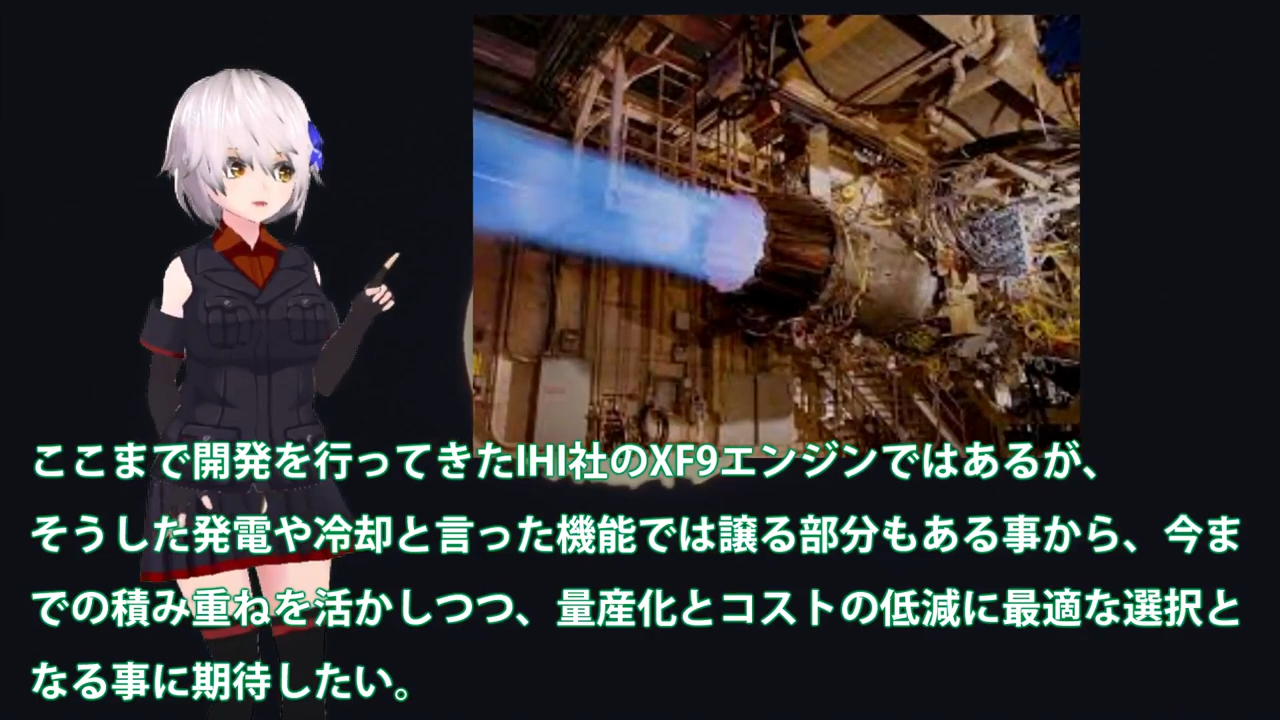 ここまで開発を行ってきたIHI社のXF9エンジンではあるが、
そうした発電や冷却と言った機能では譲る部分もある事から、今ま
での積み重ねを活かしつつ、量産化とコストの低減に最適な選択と
なる事に期待したい。